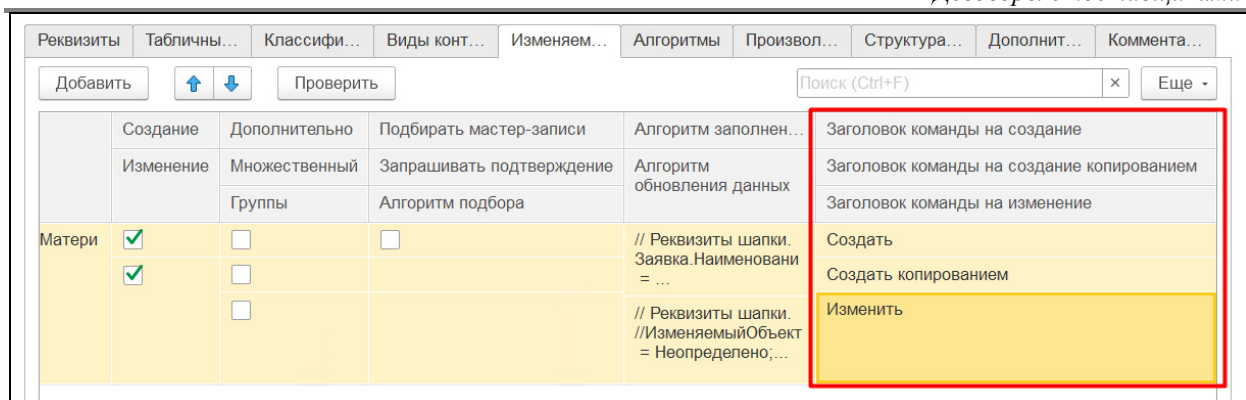 Реквизиты Табличны... Классифи... Виды конт... Изменяем... Алгоритмы Произвол... Структура... Дополнит... Коммента...
Добавить Проверить Поиск (Ctrl+F) × Еще
Создание Дополнительно Подбирать мастер-записи Алгоритм заполнен... Заголовок команды на создание
Изменение Множественный Запрашивать подтверждение Алгоритм обновления данных Заголовок команды на создание копированием
Группы Алгоритм подбора Заголовок команды на изменение
Матери // Реквизиты шапки. Создать
Заявка.Наименовани
= ... Создать копированием
// Реквизиты шапки. Изменить
//ИзменяемыйОбъект
= Неопределено;...